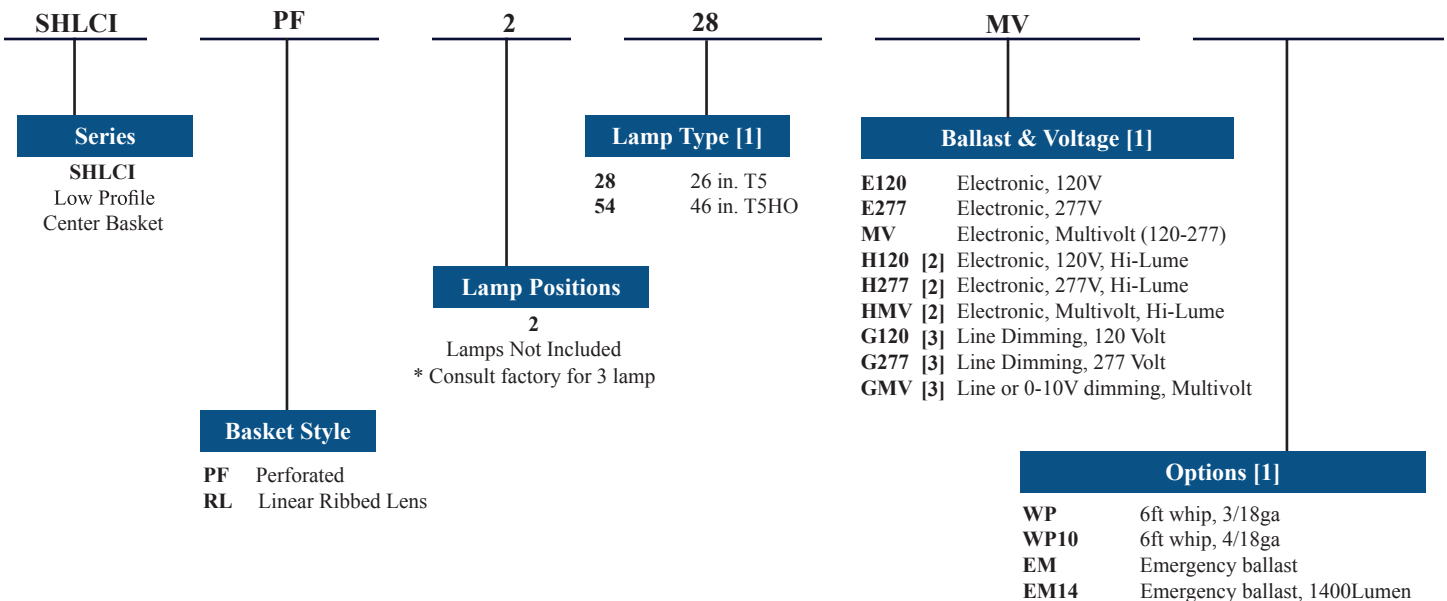 SHLCI PF 2 28 MV
Series
SHLCI
Low Profile
Center Basket
Lamp Type [1]
28 26 in. T5
54 46 in. T5HO
Ballast & Voltage [1]
E120 Electronic, 120V
E277 Electronic, 277V
MV Electronic, Multivolt (120-277)
H120 [2] Electronic, 120V, Hi-Lume
H277 [2] Electronic, 277V, Hi-Lume
HMV [2] Electronic, Multivolt, Hi-Lume
G120 [3] Line Dimming, 120 Volt
G277 [3] Line Dimming, 277 Volt
GMV [3] Line or 0-10V dimming, Multivolt
Lamp Positions
2
Lamps Not Included
* Consult factory for 3 lamp
Basket Style
PF Perforated
RL Linear Ribbed Lens
Options [1]
WP 6ft whip, 3/18ga
WP10 6ft whip, 4/18ga
EM Emergency ballast
EM14 Emergency ballast, 1400Lumen